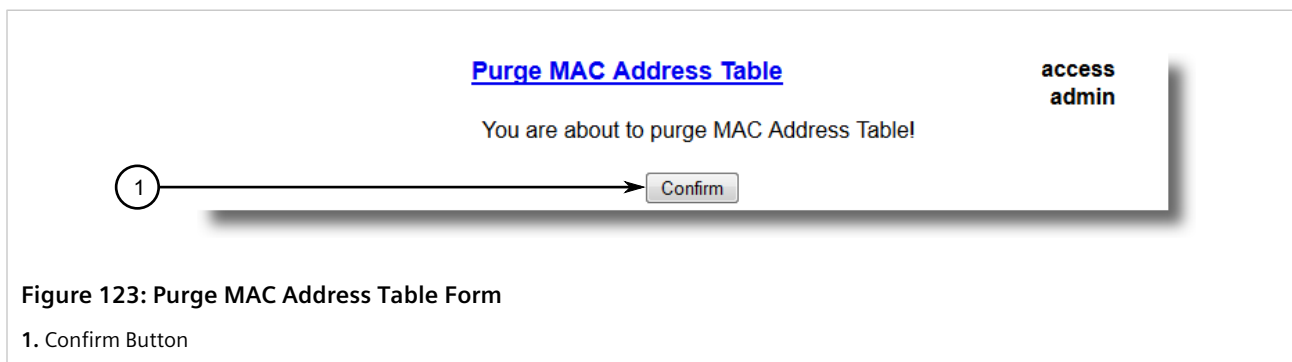 Purge MAC Address Table
access
admin
You are about to purge MAC Address Table!
1
Confirm
Figure 123: Purge MAC Address Table Form
1. Confirm Button